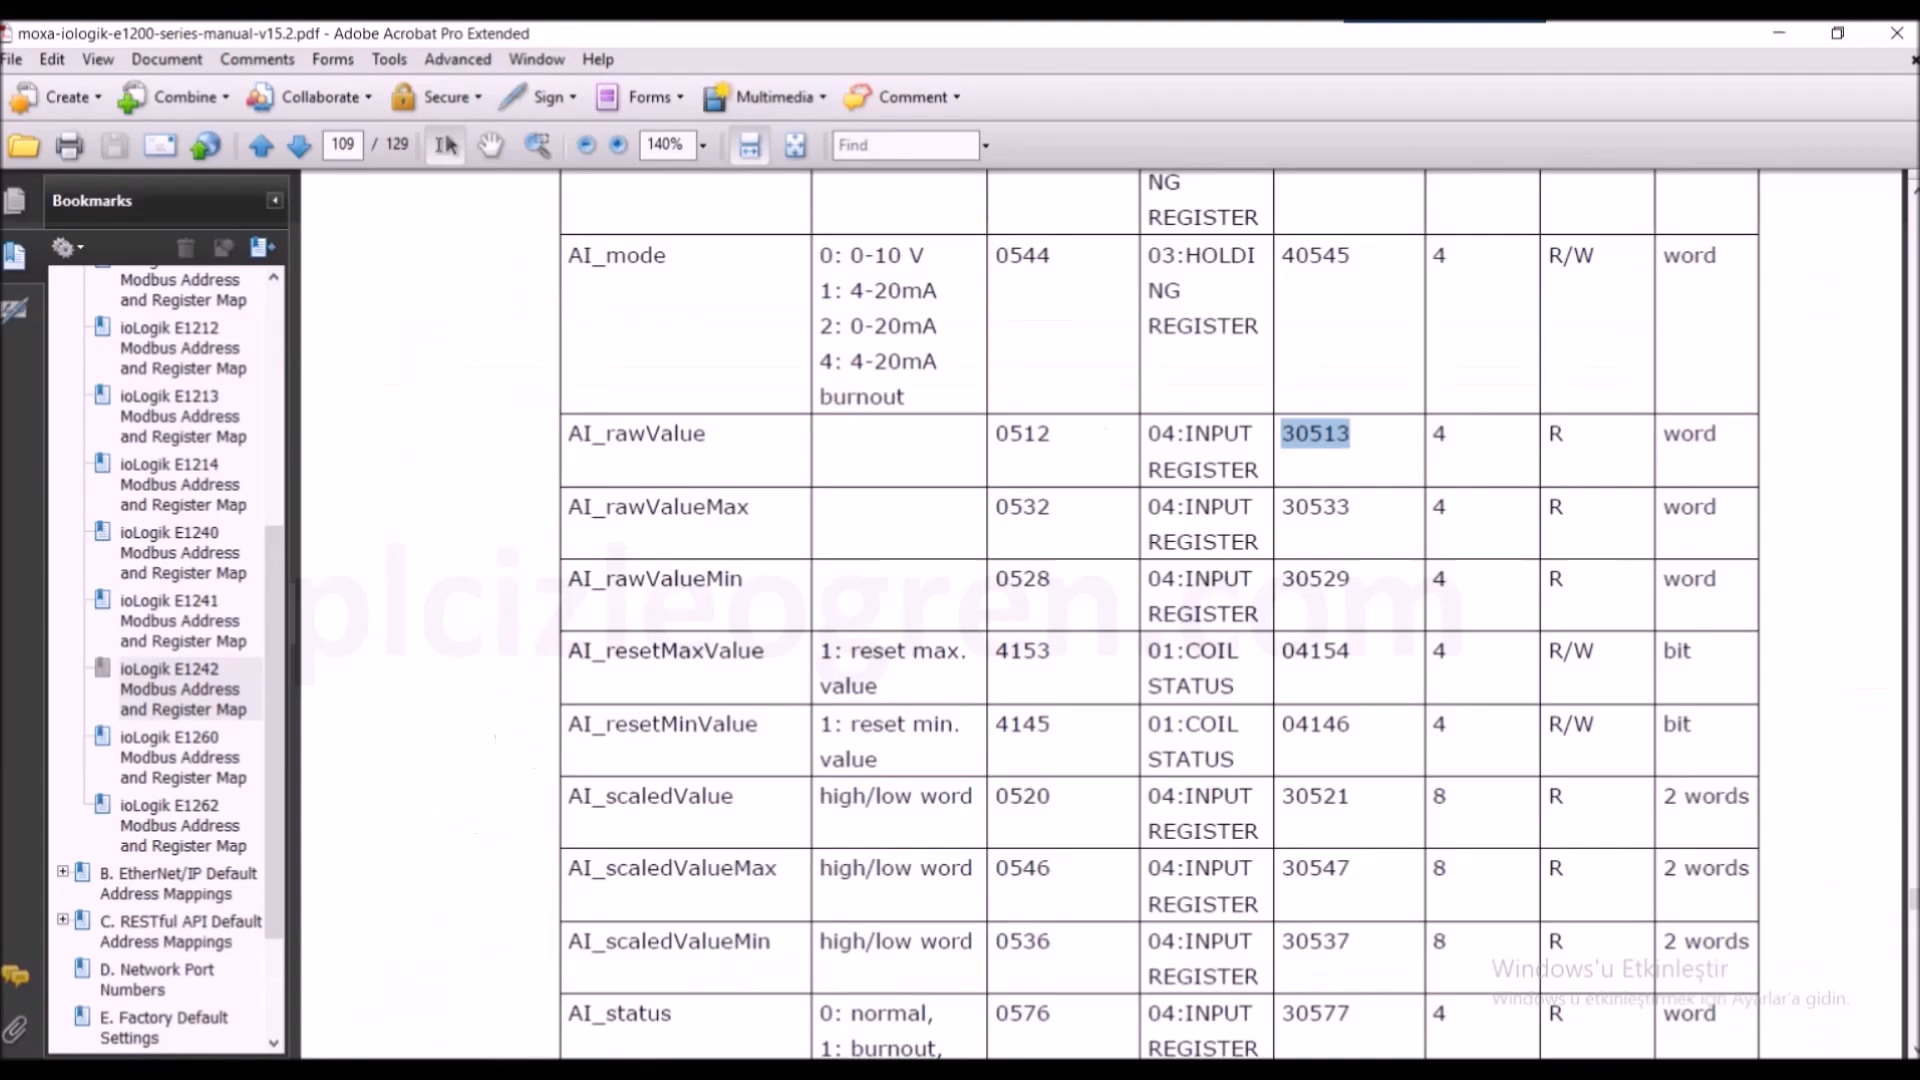 moxa-iologik-e1200-series-manual-v15.2.pdf - Adobe Acrobat Pro Extended
File Edit View Document Comments Forms Tools Advanced Window Help
Create Combine Collaborate Secure Sign Forms Multimedia Comment
109 / 129 140% Find
Bookmarks
Modbus Address
and Register Map
ioLogik E1212
Modbus Address
and Register Map
ioLogik E1213
Modbus Address
and Register Map
ioLogik E1214
Modbus Address
and Register Map
ioLogik E1240
Modbus Address
and Register Map
ioLogik E1241
Modbus Address
and Register Map
ioLogik E1242
Modbus Address
and Register Map
ioLogik E1260
Modbus Address
and Register Map
ioLogik E1262
Modbus Address
and Register Map
B. EtherNet/IP Default
Address Mappings
C. RESTful API Default
Address Mappings
D. Network Port
Numbers
E. Factory Default
Settings
NG
REGISTER
AI_mode 0: 0-10 V 0544 03:HOLDI 40545 4 R/W word
1: 4-20mA NG
2: 0-20mA REGISTER
4: 4-20mA
burnout
AI_rawValue 0512 04:INPUT 30513 4 R word
REGISTER
AI_rawValueMax 0532 04:INPUT 30533 4 R word
REGISTER
AI_rawValueMin 0528 04:INPUT 30529 4 R word
REGISTER
AI_resetMaxValue 1: reset max. 4153 01:COIL 04154 4 R/W bit
value STATUS
AI_resetMinValue 1: reset min. 4145 01:COIL 04146 4 R/W bit
value STATUS
AI_scaledValue high/low word 0520 04:INPUT 30521 8 R 2 words
REGISTER
AI_scaledValueMax high/low word 0546 04:INPUT 30547 8 R 2 words
REGISTER
AI_scaledValueMin high/low word 0536 04:INPUT 30537 8 R 2 words
REGISTER
AI_status 0: normal, 0576 04:INPUT 30577 4 R word
1: burnout, REGISTER
plcizleogren.com
Windows'u Etkinleştir
Windows'u etkinleştirmek için Ayarlar'a gidin.